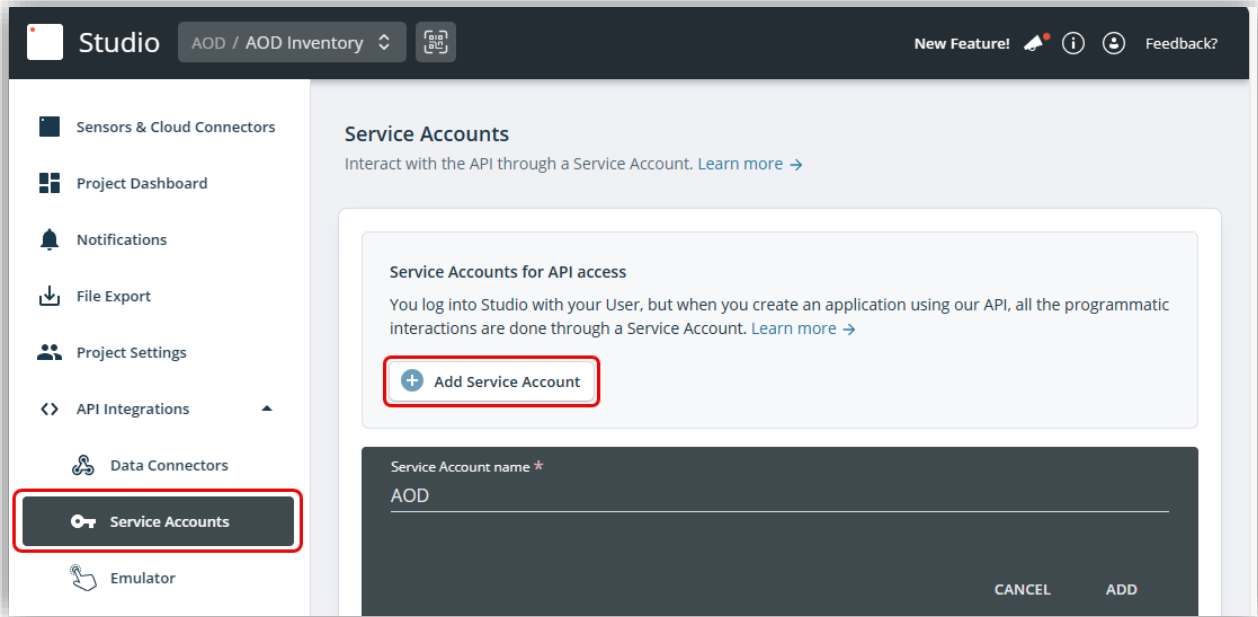 Studio
AOD / AOD Inventory
New Feature!
Feedback?
Sensors & Cloud Connectors
Project Dashboard
Notifications
File Export
Project Settings
API Integrations
Data Connectors
Service Accounts
Emulator
Service Accounts
Interact with the API through a Service Account. Learn more →
Service Accounts for API access
You log into Studio with your User, but when you create an application using our API, all the programmatic
interactions are done through a Service Account. Learn more →
Add Service Account
Service Account name *
AOD
CANCEL
ADD